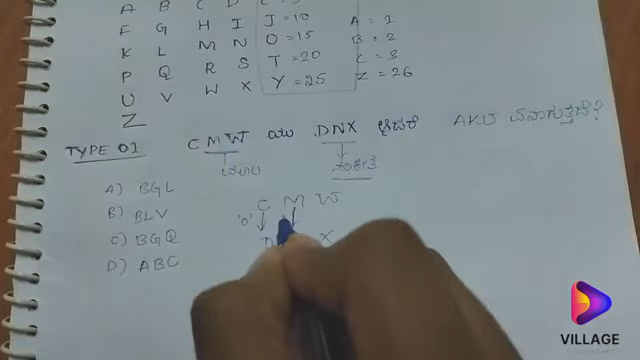 A B C D
F G H I J = 10
K L M N O = 15
P Q R S T = 20
U V W X Y = 25
Z
A = 1
B = 2
C = 3
Z = 26
TYPE 01 CMW ಯು DNX ಆದರೆ AKU ಏನಾಗುತ್ತದೆ?
ಸಂಕೇತ
A) BGL
B) BLV
C) BGQ
D) ABC
C M W
'0'
D X
VILLAGE